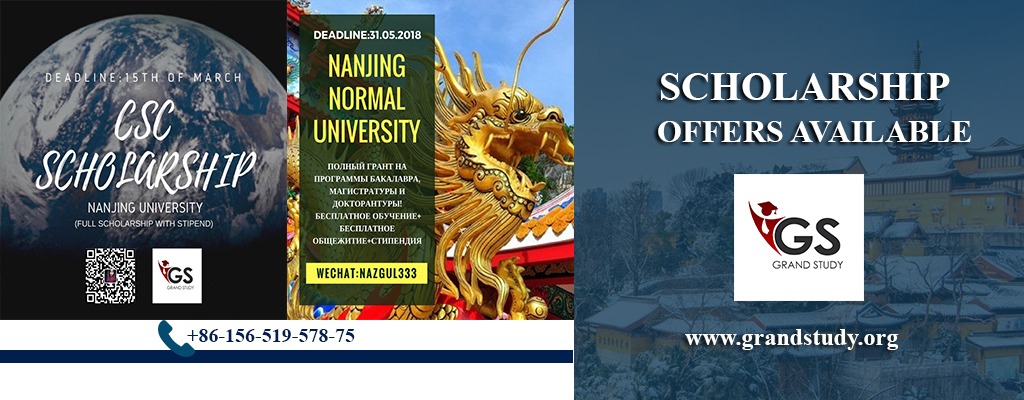 DEADLINE:15TH OF MARCH
CSC
SCHOLARSHIP
NANJING UNIVERSITY
(FULL SCHOLARSHIP WITH STIPEND)
GS
GRAND STUDY
DEADLINE:31.05.2018
NANJING
NORMAL
UNIVERSITY
ПОЛНЫЙ ГРАНТ НА
ПРОГРАММЫ БАКАЛАВРА,
МАГИСТРАТУРЫ И
ДОКТОРАНТУРЫ!
БЕСПЛАТНОЕ ОБУЧЕНИЕ+
БЕСПЛАТНОЕ
ОБЩЕЖИТИЕ+СТИПЕНДИЯ
WECHAT:NAZGUL333
+86-156-519-578-75
SCHOLARSHIP
OFFERS AVAILABLE
GS
GRAND STUDY
www.grandstudy.org